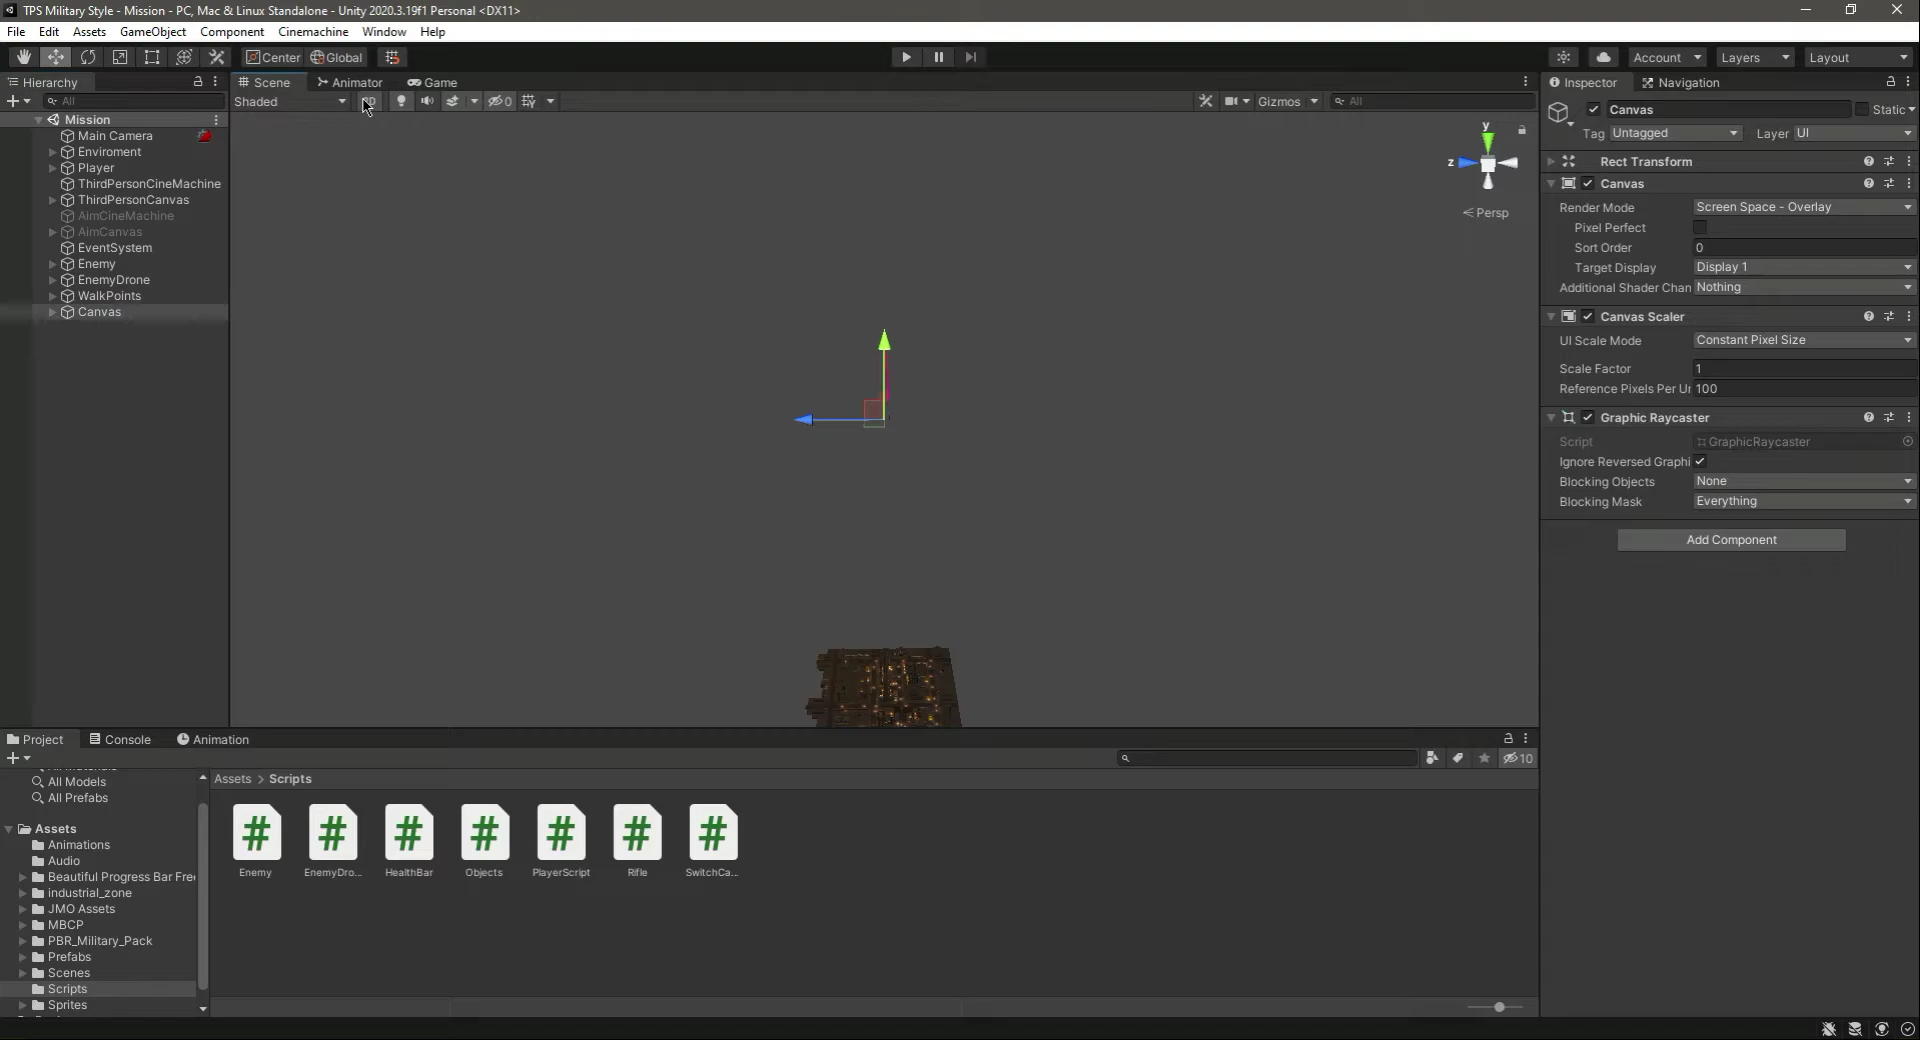 TPS Military Style - Mission - PC, Mac & Linux Standalone - Unity 2020.3.19f1 Personal <DX11>
File Edit Assets GameObject Component Cinemachine Window Help
Center Global
Account Layers Layout
Hierarchy
Scene Animator Game
Inspector Navigation
All
Shaded
0
Gizmos
All
Mission
Main Camera
Enviroment
Player
ThirdPersonCineMachine
ThirdPersonCanvas
AimCineMachine
AimCanvas
EventSystem
Enemy
EnemyDrone
WalkPoints
Canvas
y
z
Persp
Canvas
Static
Tag Untagged Layer UI
Rect Transform
Canvas
Render Mode Screen Space - Overlay
Pixel Perfect
Sort Order 0
Target Display Display 1
Additional Shader Chan Nothing
Canvas Scaler
UI Scale Mode Constant Pixel Size
Scale Factor 1
Reference Pixels Per Ur 100
Graphic Raycaster
Script GraphicRaycaster
Ignore Reversed Graphi
Blocking Objects None
Blocking Mask Everything
Add Component
Project Console Animation
10
All Models
All Prefabs
Assets
Animations
Audio
Beautiful Progress Bar Free
industrial_zone
JMO Assets
MBCP
PBR_Military_Pack
Prefabs
Scenes
Scripts
Sprites
Assets > Scripts
# # # # # # #
Enemy EnemyDro... HealthBar Objects PlayerScript Rifle SwitchCa...